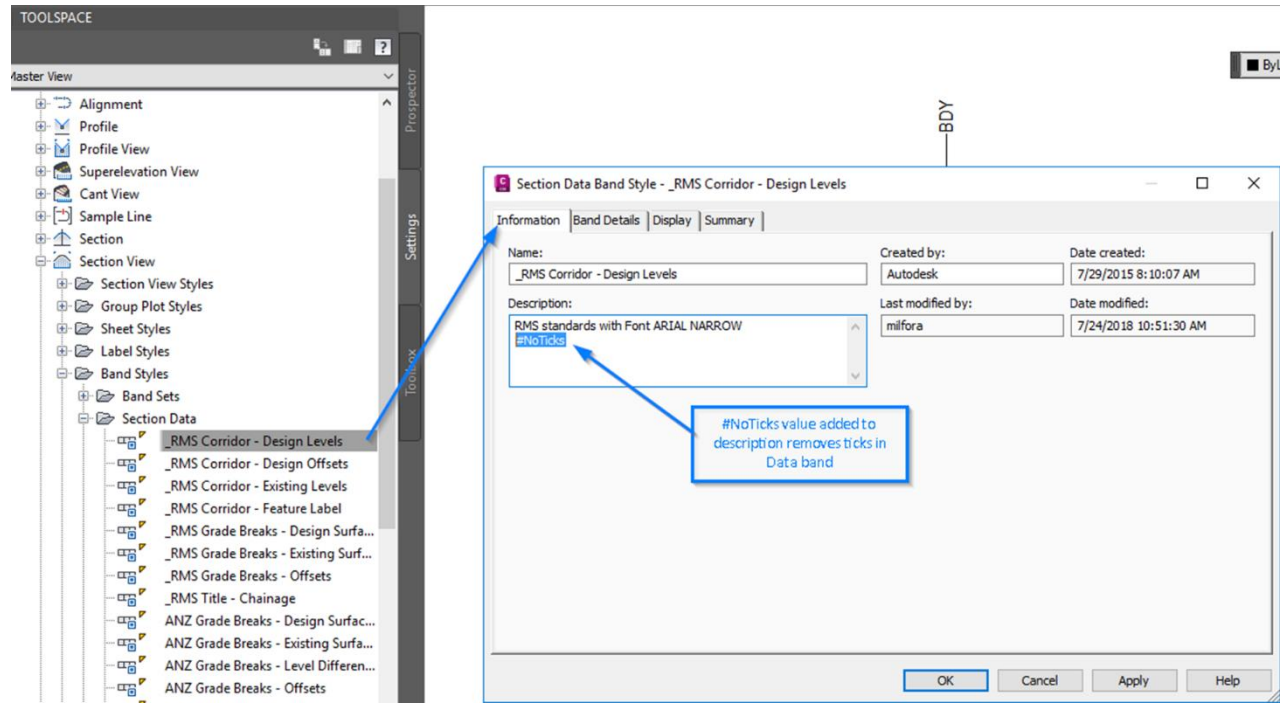 TOOLSPACE
?
Master View
Alignment
Profile
Profile View
Superelevation View
Cant View
Sample Line
Section
Section View
Section View Styles
Group Plot Styles
Sheet Styles
Label Styles
Band Styles
Band Sets
Section Data
_RMS Corridor - Design Levels
_RMS Corridor - Design Offsets
_RMS Corridor - Existing Levels
_RMS Corridor - Feature Label
_RMS Grade Breaks - Design Surfa...
_RMS Grade Breaks - Existing Surf...
_RMS Grade Breaks - Offsets
_RMS Title - Chainage
ANZ Grade Breaks - Design Surfac...
ANZ Grade Breaks - Existing Surfa...
ANZ Grade Breaks - Level Differen...
ANZ Grade Breaks - Offsets
Prospector
Settings
Toolbox
ByL
BDY
Section Data Band Style - _RMS Corridor - Design Levels
Information Band Details Display Summary
Name:
_RMS Corridor - Design Levels
Created by:
Autodesk
Date created:
7/29/2015 8:10:07 AM
Description:
RMS standards with Font ARIAL NARROW
#NoTicks
Last modified by:
milfora
Date modified:
7/24/2018 10:51:30 AM
#NoTicks value added to
description removes ticks in
Data band
OK Cancel Apply Help